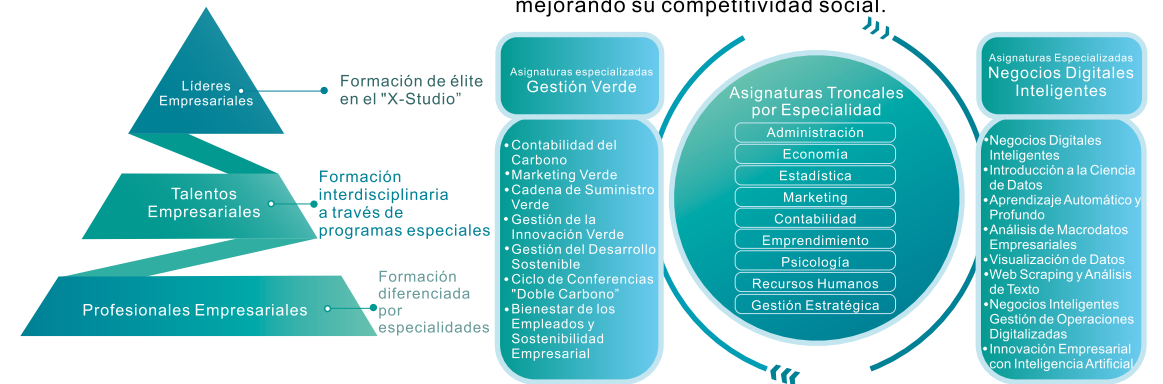 mejorando su competitividad social.
Líderes
Empresariales
Formación de élite
en el "X-Studio”
Talentos
Empresariales
Formación
interdisciplinaria
a través de
programas especiales
Profesionales Empresariales
Formación
diferenciada
por
especialidades
Asignaturas especializadas
Gestión Verde
•Contabilidad del
Carbono
•Marketing Verde
•Cadena de Suministro
Verde
•Gestión de la
Innovación Verde
•Gestión del Desarrollo
Sostenible
•Ciclo de Conferencias
"Doble Carbono”
•Bienestar de los
Empleados y
Sostenibilidad
Empresarial
Asignaturas Troncales
por Especialidad
Administración
Economía
Estadística
Marketing
Contabilidad
Emprendimiento
Psicología
Recursos Humanos
Gestión Estratégica
Asignaturas Especializadas
Negocios Digitales
Inteligentes
•Negocios Digitales
Inteligentes
•Introducción a la Ciencia
de Datos
•Aprendizaje Automático y
Profundo
•Análisis de Macrodatos
Empresariales
•Visualización de Datos
•Web Scraping y Análisis
de Texto
•Negocios Inteligentes
Gestión de Operaciones
Digitalizadas
•Innovación Empresarial
con Inteligencia Artificial